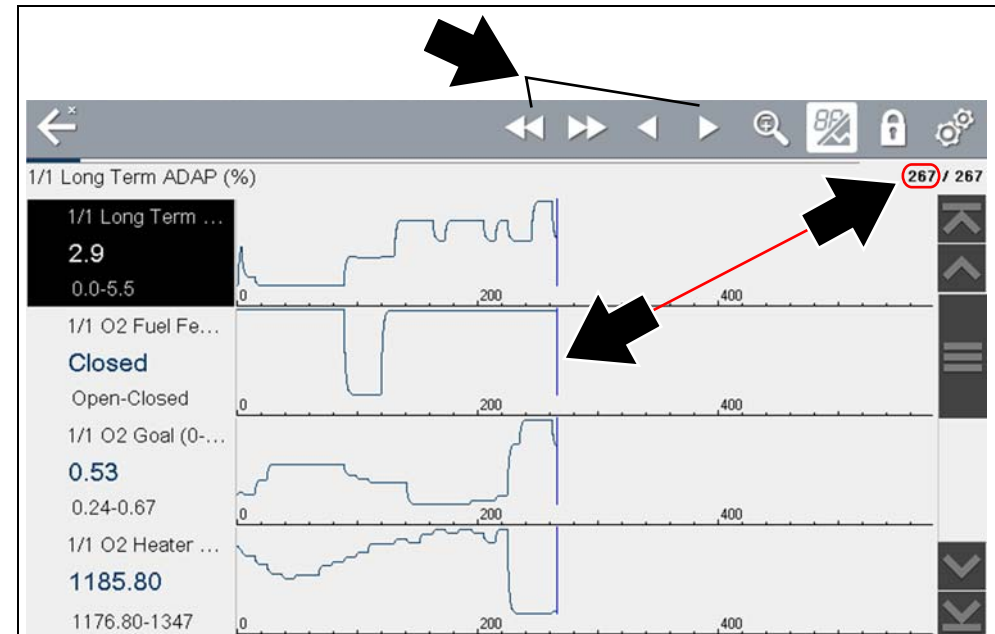 1/1 Long Term ADAP (%)
267 / 267
1/1 Long Term ...
2.9
0.0-5.5
0
200
400
1/1 O2 Fuel Fe...
Closed
Open-Closed
0
200
400
1/1 O2 Goal (0-...
0.53
0.24-0.67
0
200
400
1/1 O2 Heater ...
1185.80
1176.80-1347
0
200
400